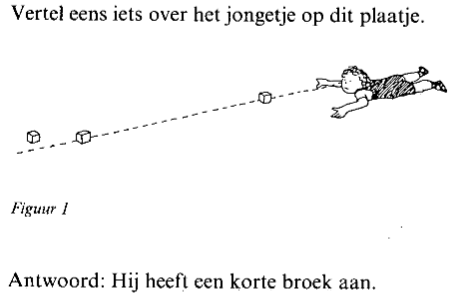 Vertel eens iets over het jongetje op dit plaatje.
Figuur 1
Antwoord: Hij heeft een korte broek aan.